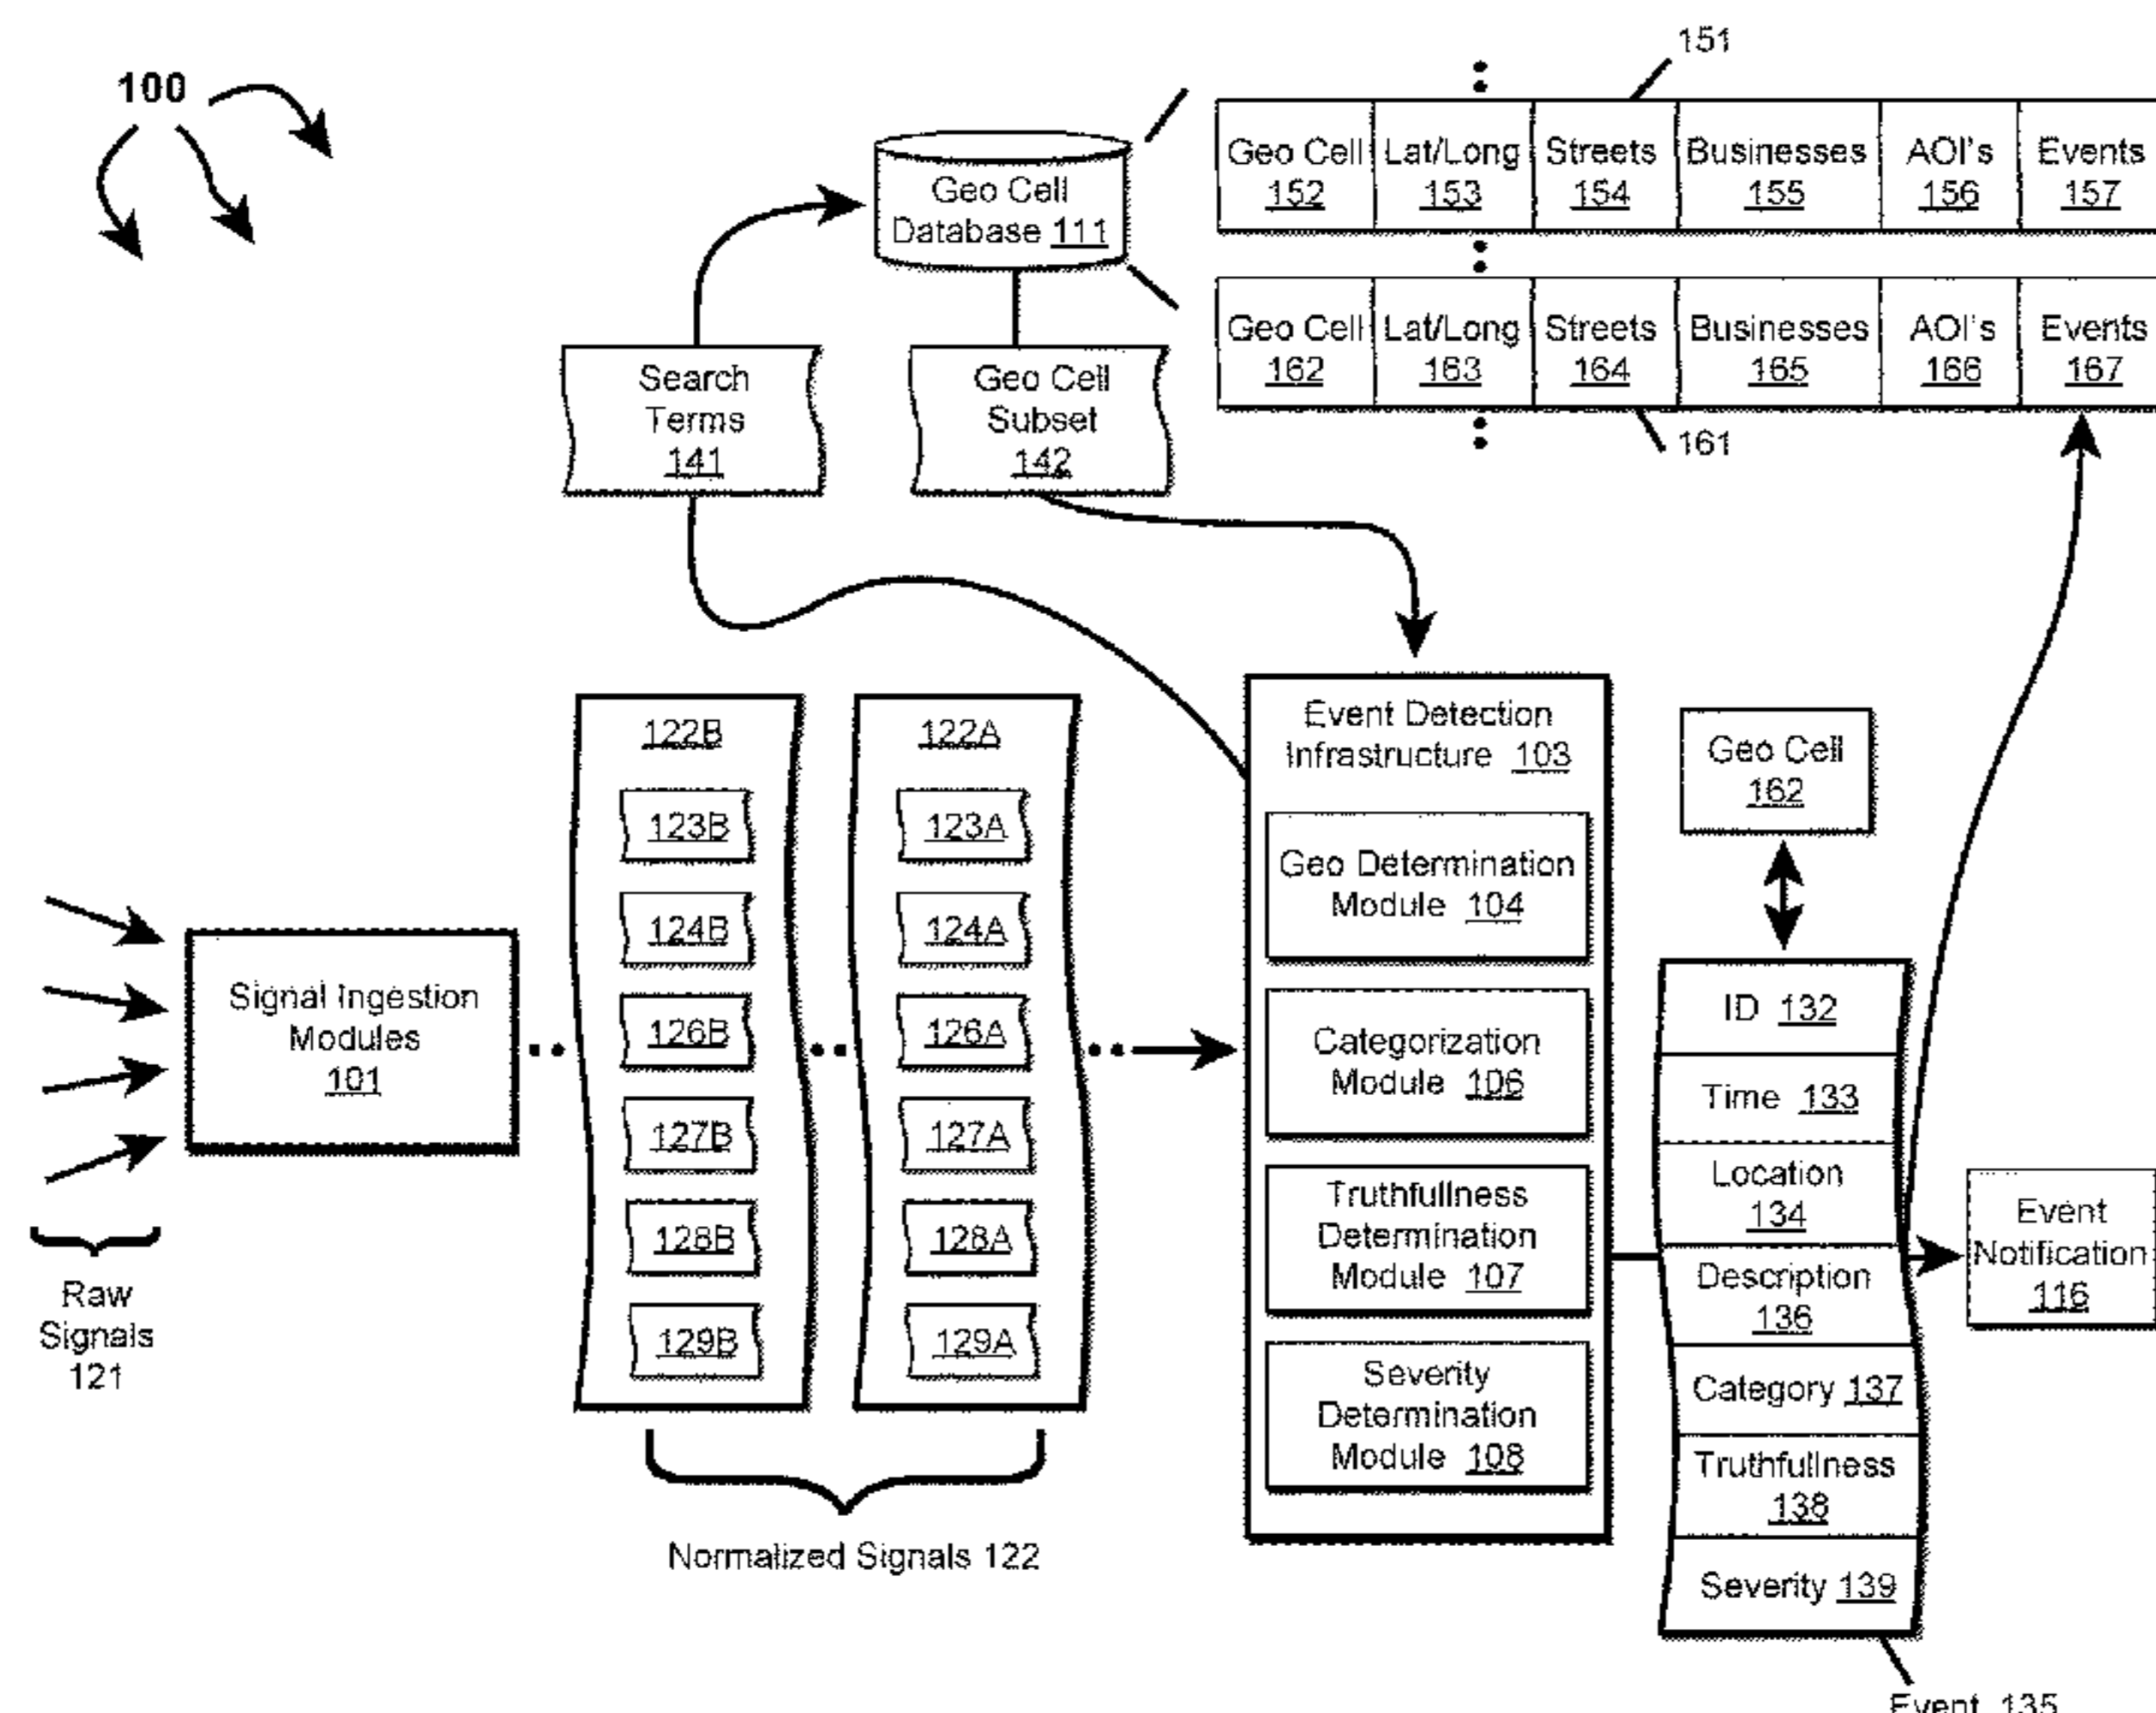 100
151
Geo Cell
152
Lat/Long
153
Streets
154
Businesses
155
AOI's
156
Events
157
Geo Cell
Database 111
Geo Cell
162
Lat/Long
163
Streets
164
Businesses
165
AOI's
166
Events
167
161
Search
Terms
141
Geo Cell
Subset
142
122B
123B
124B
126B
127B
128B
129B
122A
123A
124A
126A
127A
128A
129A
Normalized Signals 122
Signal Ingestion
Modules
101
Raw
Signals
121
Event Detection
Infrastructure 103
Geo Determination
Module 104
Categorization
Module 106
Truthfullness
Determination
Module 107
Severity
Determination
Module 108
Geo Cell
162
ID 132
Time 133
Location
134
Description
136
Category 137
Truthfullness
138
Severity 139
Event
Notification
116
Event 135